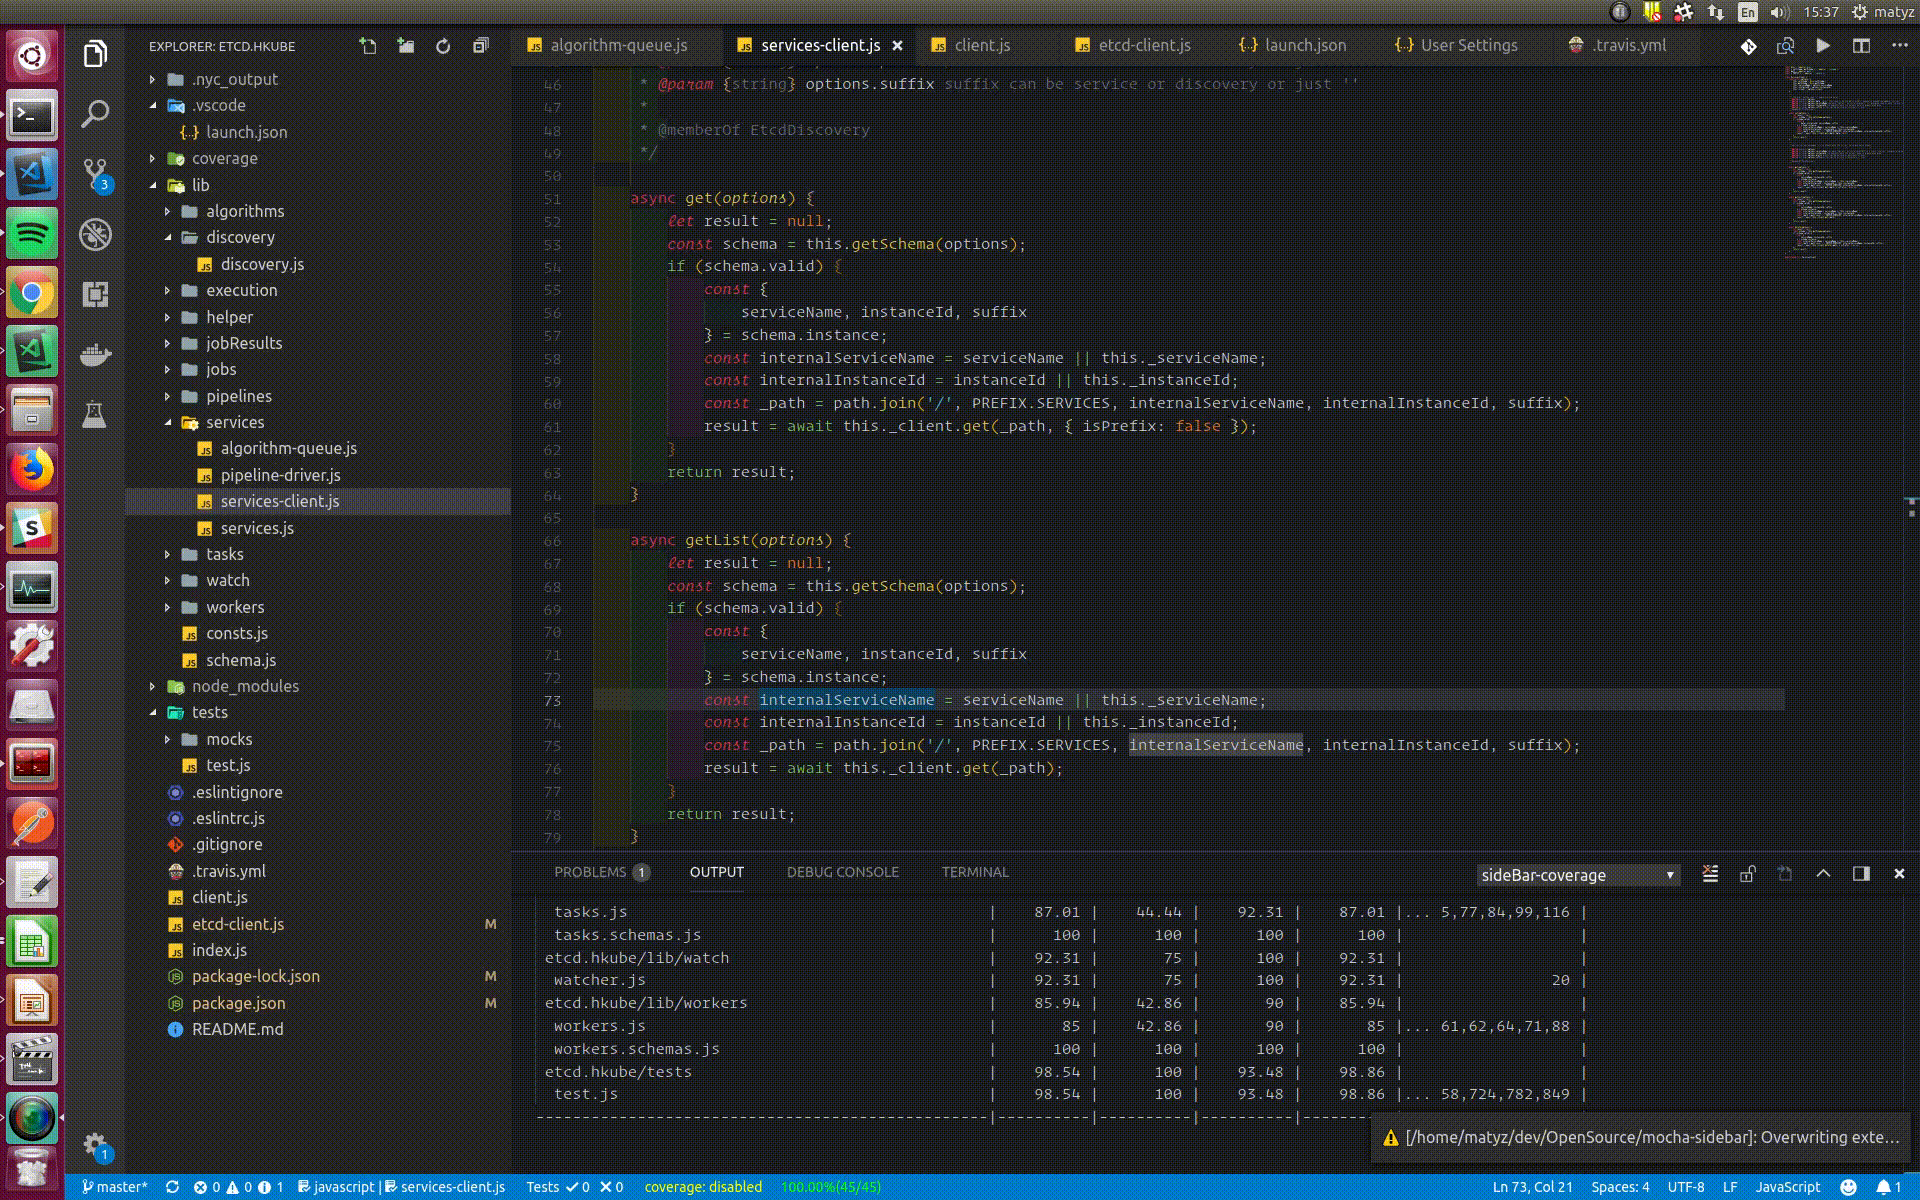 En 15:37 matyz
EXPLORER: ETCD.HKUBE
.nyc_output
.vscode
launch.json
coverage
lib
algorithms
discovery
discovery.js
execution
helper
jobResults
jobs
pipelines
services
algorithm-queue.js
pipeline-driver.js
services-client.js
services.js
tasks
watch
workers
consts.js
schema.js
node_modules
tests
mocks
test.js
.eslintignore
.eslintrc.js
.gitignore
.travis.yml
client.js
etcd-client.js M
index.js
package-lock.json M
package.json M
README.md
3
1
algorithm-queue.js services-client.js client.js etcd-client.js launch.json User Settings .travis.yml
46 * @param {string} options.suffix suffix can be service or discovery or just ''
47 *
48 * @memberOf EtcdDiscovery
49 */
50
51 async get(options) {
52 let result = null;
53 const schema = this.getSchema(options);
54 if (schema.valid) {
55 const {
56 serviceName, instanceId, suffix
57 } = schema.instance;
58 const internalServiceName = serviceName || this._serviceName;
59 const internalInstanceId = instanceId || this._instanceId;
60 const _path = path.join('/', PREFIX.SERVICES, internalServiceName, internalInstanceId, suffix);
61 result = await this._client.get(_path, { isPrefix: false });
62 }
63 return result;
64 }
65
66 async getList(options) {
67 let result = null;
68 const schema = this.getSchema(options);
69 if (schema.valid) {
70 const {
71 serviceName, instanceId, suffix
72 } = schema.instance;
73 const internalServiceName = serviceName || this._serviceName;
74 const internalInstanceId = instanceId || this._instanceId;
75 const _path = path.join('/', PREFIX.SERVICES, internalServiceName, internalInstanceId, suffix);
76 result = await this._client.get(_path);
77 }
78 return result;
79 }
PROBLEMS 1 OUTPUT DEBUG CONSOLE TERMINAL sideBar-coverage
tasks.js | 87.01 | 44.44 | 92.31 | 87.01 |... 5,77,84,99,116 |
tasks.schemas.js | 100 | 100 | 100 | 100 | |
etcd.hkube/lib/watch | 92.31 | 75 | 100 | 92.31 | |
watcher.js | 92.31 | 75 | 100 | 92.31 | 20 |
etcd.hkube/lib/workers | 85.94 | 42.86 | 90 | 85.94 | |
workers.js | 85 | 42.86 | 90 | 85 |... 61,62,64,71,88 |
workers.schemas.js | 100 | 100 | 100 | 100 | |
etcd.hkube/tests | 98.54 | 100 | 93.48 | 98.86 | |
test.js | 98.54 | 100 | 93.48 | 98.86 |... 58,724,782,849 |
[/home/matyz/dev/OpenSource/mocha-sidebar]: Overwriting exte...
master* 0 0 1 javascript | services-client.js Tests 0 0 coverage: disabled 100.00%(45/45) Ln 73, Col 21 Spaces: 4 UTF-8 LF JavaScript 1